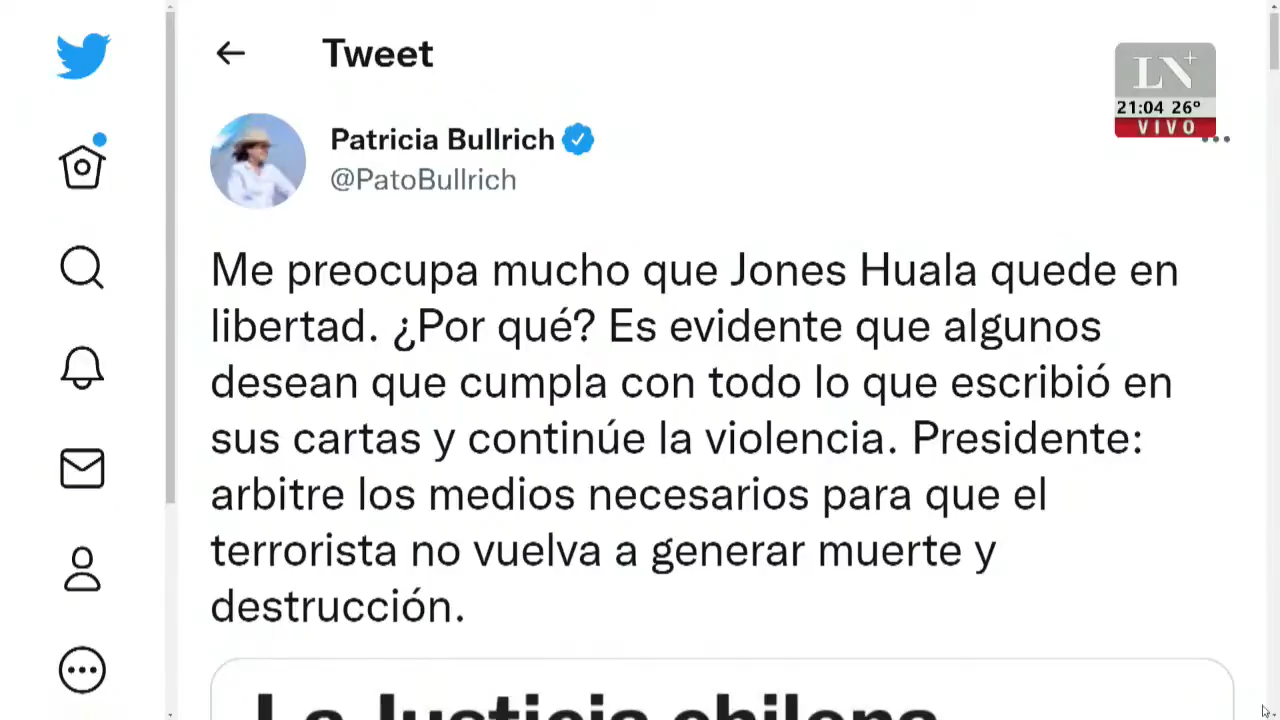 Tweet
LN+
21:04 26°
VIVO
Patricia Bullrich
@PatoBullrich
Me preocupa mucho que Jones Huala quede en
libertad. ¿Por qué? Es evidente que algunos
desean que cumpla con todo lo que escribió en
sus cartas y continúe la violencia. Presidente:
arbitre los medios necesarios para que el
terrorista no vuelva a generar muerte y
destrucción.
La Justicia chilena